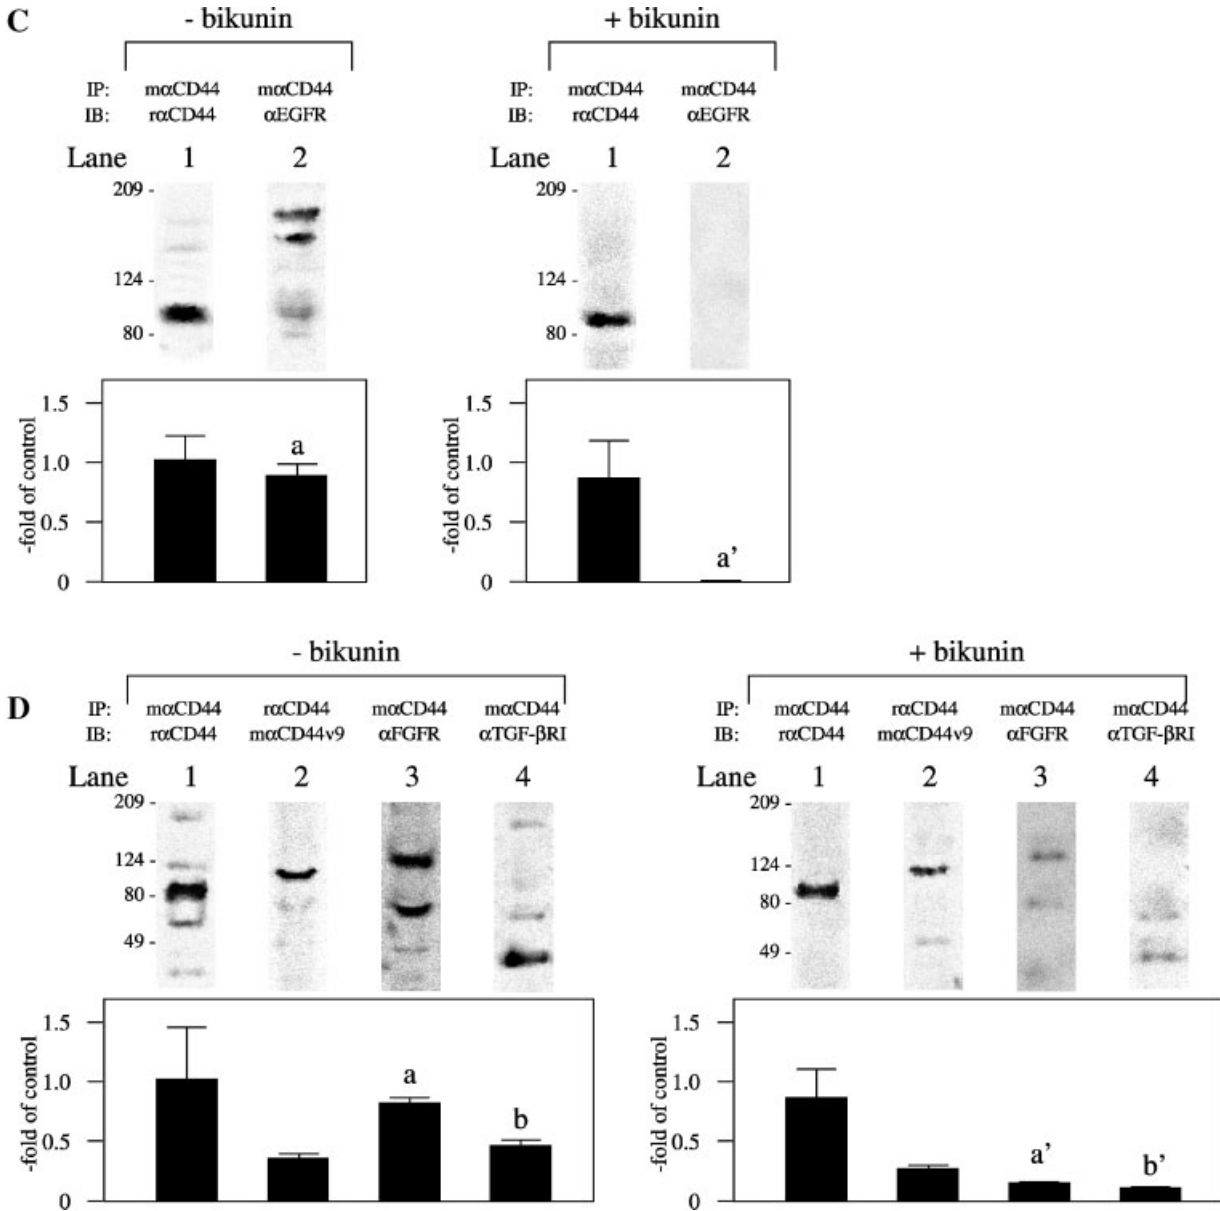 C
- bikunin
+ bikunin
IP: mαCD44 mαCD44
IB: rαCD44 αEGFR
Lane 1 2
209 -
124 -
80 -
mαCD44 mαCD44
rαCD44 αEGFR
1 2
209 -
124 -
80 -
-fold of control
1.5
1.0
0.5
0
a
-fold of control
1.5
1.0
0.5
0
a’
D
- bikunin
IP: mαCD44 rαCD44 mαCD44 mαCD44
IB: rαCD44 mαCD44v9 αFGFR αTGF-βRI
Lane 1 2 3 4
209 -
124 -
80 -
49 -
-fold of control
1.5
1.0
0.5
0
a
b
+ bikunin
IP: mαCD44 rαCD44 mαCD44 mαCD44
IB: rαCD44 mαCD44v9 αFGFR αTGF-βRI
Lane 1 2 3 4
209 -
124 -
80 -
49 -
-fold of control
1.5
1.0
0.5
0
a’
b’